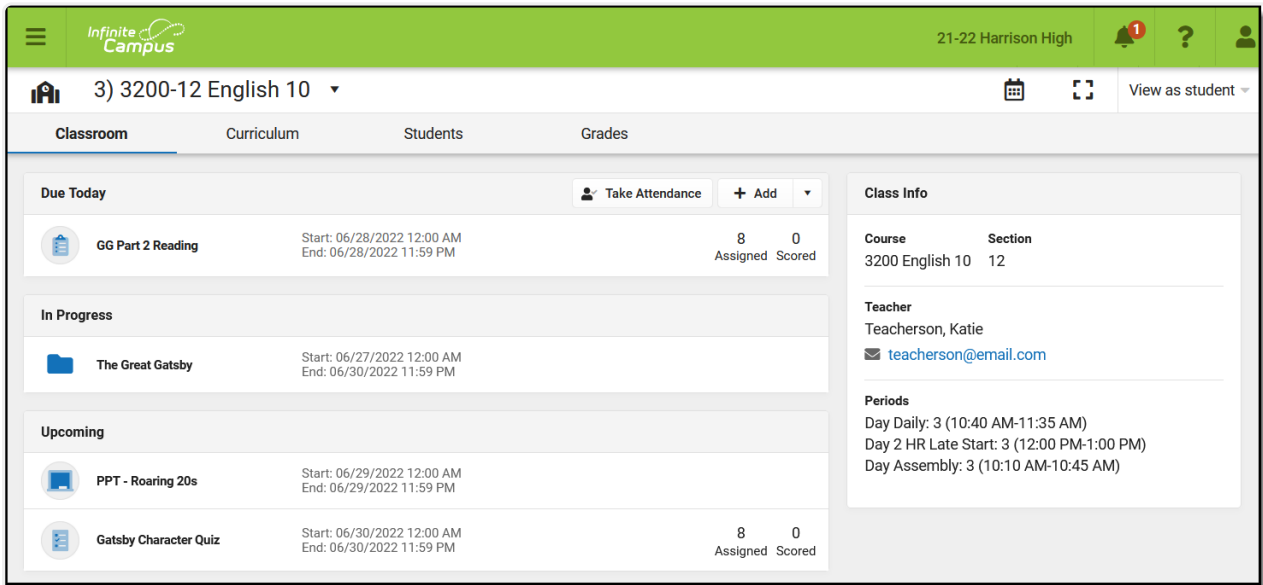 Infinite
Campus
21-22 Harrison High
1
?
3) 3200-12 English 10
View as student
Classroom Curriculum Students Grades
Due Today
Take Attendance
+ Add
GG Part 2 Reading
Start: 06/28/2022 12:00 AM
End: 06/28/2022 11:59 PM
8 0
Assigned Scored
In Progress
The Great Gatsby
Start: 06/27/2022 12:00 AM
End: 06/30/2022 11:59 PM
Upcoming
PPT - Roaring 20s
Start: 06/29/2022 12:00 AM
End: 06/29/2022 11:59 PM
Gatsby Character Quiz
Start: 06/30/2022 12:00 AM
End: 06/30/2022 11:59 PM
8 0
Assigned Scored
Class Info
Course Section
3200 English 10 12
Teacher
Teacherson, Katie
teacherson@email.com
Periods
Day Daily: 3 (10:40 AM-11:35 AM)
Day 2 HR Late Start: 3 (12:00 PM-1:00 PM)
Day Assembly: 3 (10:10 AM-10:45 AM)